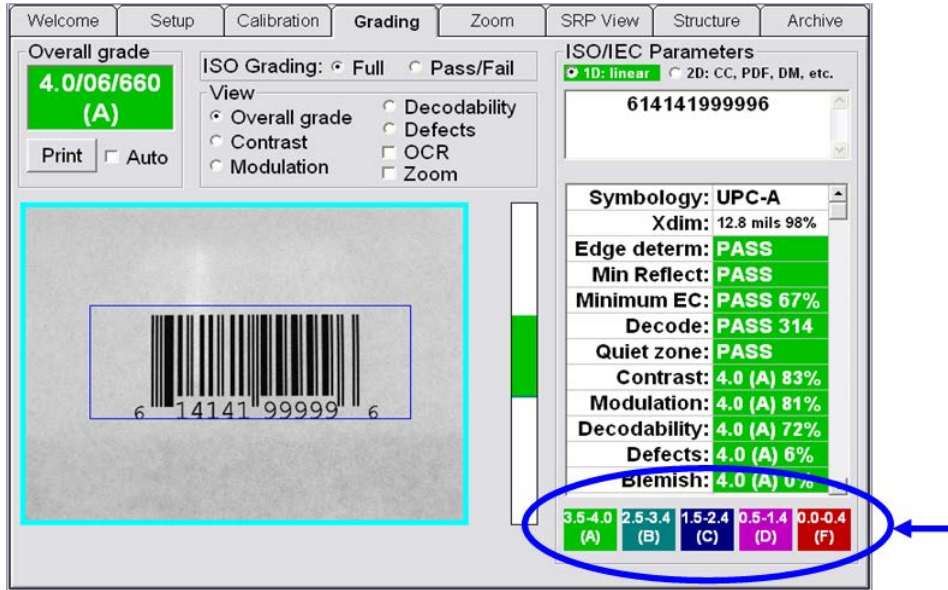 Welcome Setup Calibration Grading Zoom SRP View Structure Archive
Overall grade
4.0/06/660
(A)
Print Auto
ISO Grading: Full Pass/Fail
View
Overall grade
Contrast
Modulation
Decodability
Defects
OCR
Zoom
ISO/IEC Parameters
1D: linear 2D: CC, PDF, DM, etc.
614141999996
Symbology: UPC-A
Xdim: 12.8 mils 98%
Edge determ: PASS
Min Reflect: PASS
Minimum EC: PASS 67%
Decode: PASS 314
Quiet zone: PASS
Contrast: 4.0 (A) 83%
Modulation: 4.0 (A) 81%
Decodability: 4.0 (A) 72%
Defects: 4.0 (A) 6%
Blemish: 4.0 (A) 0%
6 14141 99999 6
3.5-4.0 2.5-3.4 1.5-2.4 0.5-1.4 0.0-0.4
(A) (B) (C) (D) (F)